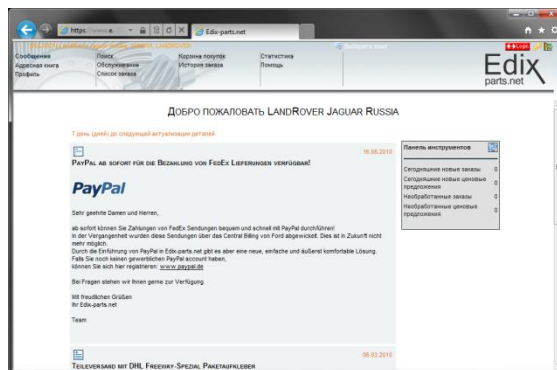 https://www.e.
Edix-parts.net
LANDROVER
Login
Сообщения
Поиск
Корзина покупок
Статистика
Адресная книга
Обслуживание
История заказа
Помощь
Профиль
Список заказа
Edix
parts.net
ДОБРО ПОЖАЛОВАТЬ LANDROVER JAGUAR RUSSIA
7 день (дней) до следующей актуализации деталей
16.08.2010
PAYPAL AB SOFORT FÜR DIE BEZAHLUNG VON FEDEX LIEFERUNGEN VERFÜGBAR!
PayPal
Sehr geehrte Damen und Herren,
ab sofort können Sie Zahlungen von FedEx Sendungen bequem und schnell mit PayPal durchführen!
In der Vergangenheit wurden diese Sendungen über das Central Billing von Ford abgewickelt. Dies ist in Zukunft nicht
mehr möglich.
Durch die Einführung von PayPal in Edix-parts.net gibt es aber eine neue, einfache und äußerst komfortable Lösung.
Falls Sie noch keinen gewerblichen PayPal account haben,
können Sie sich hier registrieren: www.paypal.de
Bei Fragen stehen wir Ihnen gerne zur Verfügung.
Mit freudlichen Grüßen
Ihr Edix-parts.net
Team
Панель инструментов
Сегодняшние новые заказы 0
Сегодняшние новые ценовые
предложения 0
Необработанные заказы 0
Необработанные ценовые
предложения 0
08.03.2010
TEILEVERSAND MIT DHL FREEWAY-SPEZIAL PAKETAUFKLEBER